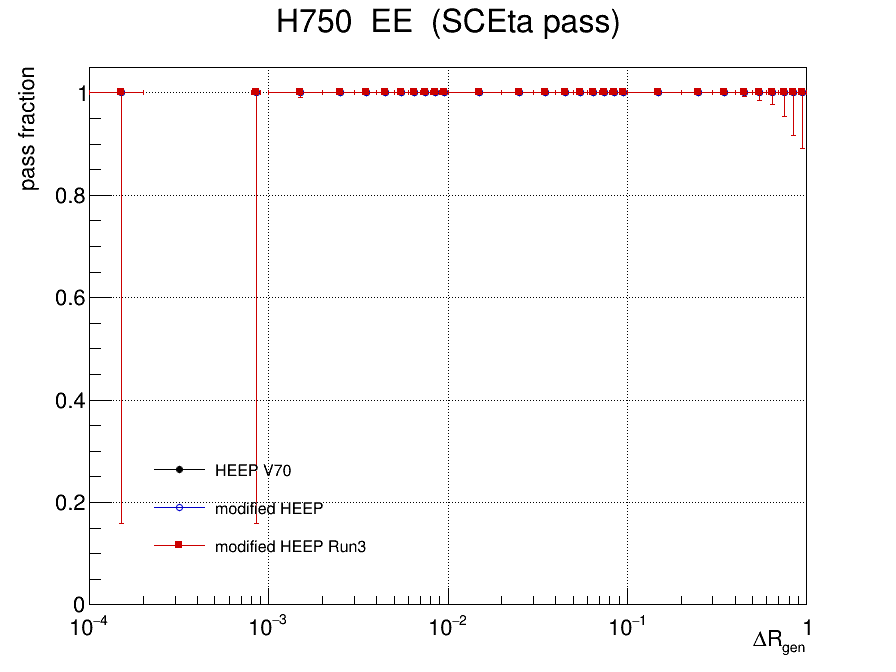 H750 EE (SCEta pass)
pass fraction
1
0.8
0.6
0.4
0.2
0
HEEP V70
modified HEEP
modified HEEP Run3
10⁻⁴
10⁻³
10⁻²
10⁻¹
1
ΔR_gen